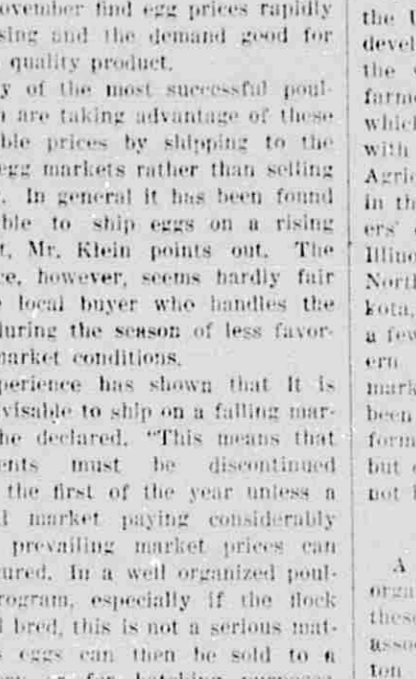 ovember find egg prices rapidly
sing and the demand good for
quality product.
y of the most successful poul-
n are taking advantage of these
ble prices by shipping to the
egg markets rather than selling
. In general it has been found
ble to ship eggs on a rising
t, Mr. Klein points out. The
ce, however, seems hardly fair
local buyer who handles the
during the season of less favor-
market conditions.
perience has shown that it is
visable to ship on a falling mar-
he declared. "This means that
ents must be discontinued
the first of the year unless a
l market paying considerably
prevailing market prices can
ured. In a well organized poul-
rogram, especially if the flock
l bred, this is not a serious mat-
s eggs can then be sold to a
for hatching purposes
the U
devel
the
farme
which
with
Agric
in th
ers'
Illino
North
kota,
a few
ern
mark
been
form
but
not
A
orga
these
assoc
ton